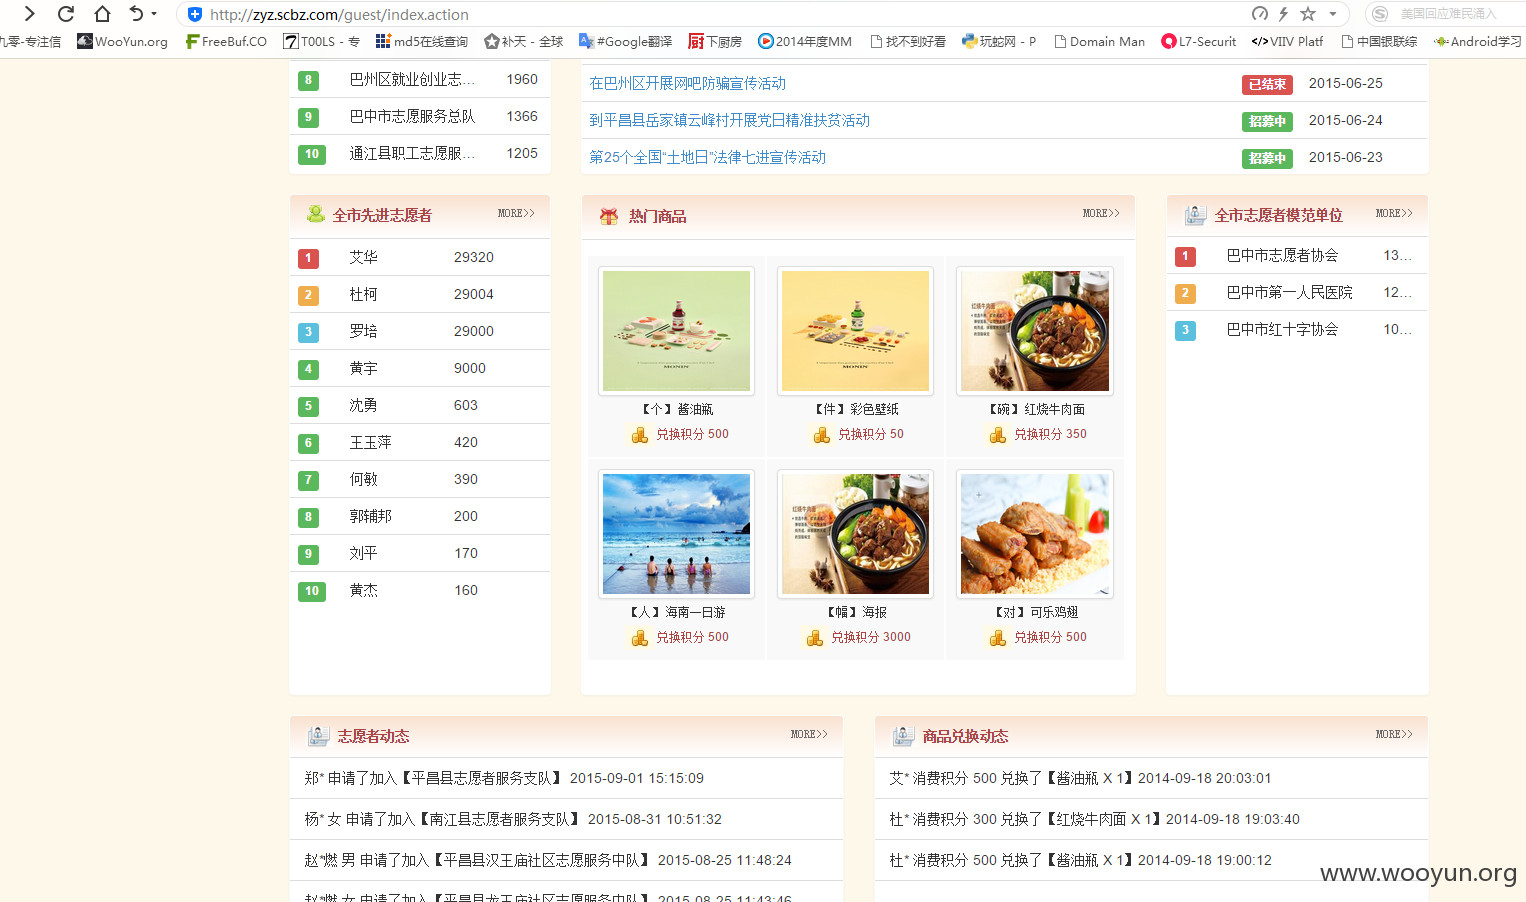 http://zyz.scbz.com/guest/index.action
美国回应难民涌入
九零-专注信 WooYun.org FreeBuf.CO T00LS - 专 md5在线查询 补天 - 全球 #Google翻译 下厨房 2014年度MM 找不到好看 玩蛇网 - P Domain Man L7-Securit VIIV Platf 中国银联综 Android学习
8 巴州区就业创业志... 1960
9 巴中市志愿服务总队 1366
10 通江县职工志愿服... 1205
在巴州区开展网吧防骗宣传活动 已结束 2015-06-25
到平昌县岳家镇云峰村开展党日精准扶贫活动 招募中 2015-06-24
第25个全国“土地日”法律七进宣传活动 招募中 2015-06-23
全市先进志愿者 MORE>>
1 艾华 29320
2 杜柯 29004
3 罗培 29000
4 黄宇 9000
5 沈勇 603
6 王玉萍 420
7 何敏 390
8 郭辅邦 200
9 刘平 170
10 黄杰 160
热门商品 MORE>>
MONIN
MONIN
红烧牛肉面
【个】酱油瓶 【件】彩色壁纸 【碗】红烧牛肉面
兑换积分 500 兑换积分 50 兑换积分 350
红烧牛肉面
【人】海南一日游 【幅】海报 【对】可乐鸡翅
兑换积分 500 兑换积分 3000 兑换积分 500
全市志愿者模范单位 MORE>>
1 巴中市志愿者协会 13...
2 巴中市第一人民医院 12...
3 巴中市红十字协会 10...
志愿者动态 MORE>>
郑* 申请了加入【平昌县志愿者服务支队】 2015-09-01 15:15:09
杨* 女 申请了加入【南江县志愿者服务支队】 2015-08-31 10:51:32
赵*燃 男 申请了加入【平昌县汉王庙社区志愿服务中队】 2015-08-25 11:48:24
赵*燃 女 申请了加入【平昌县龙王庙社区志愿服务中队】 2015-08-25 11:43:46
商品兑换动态 MORE>>
艾* 消费积分 500 兑换了【酱油瓶 X 1】2014-09-18 20:03:01
杜* 消费积分 300 兑换了【红烧牛肉面 X 1】2014-09-18 19:03:40
杜* 消费积分 500 兑换了【酱油瓶 X 1】2014-09-18 19:00:12
www.wooyun.org